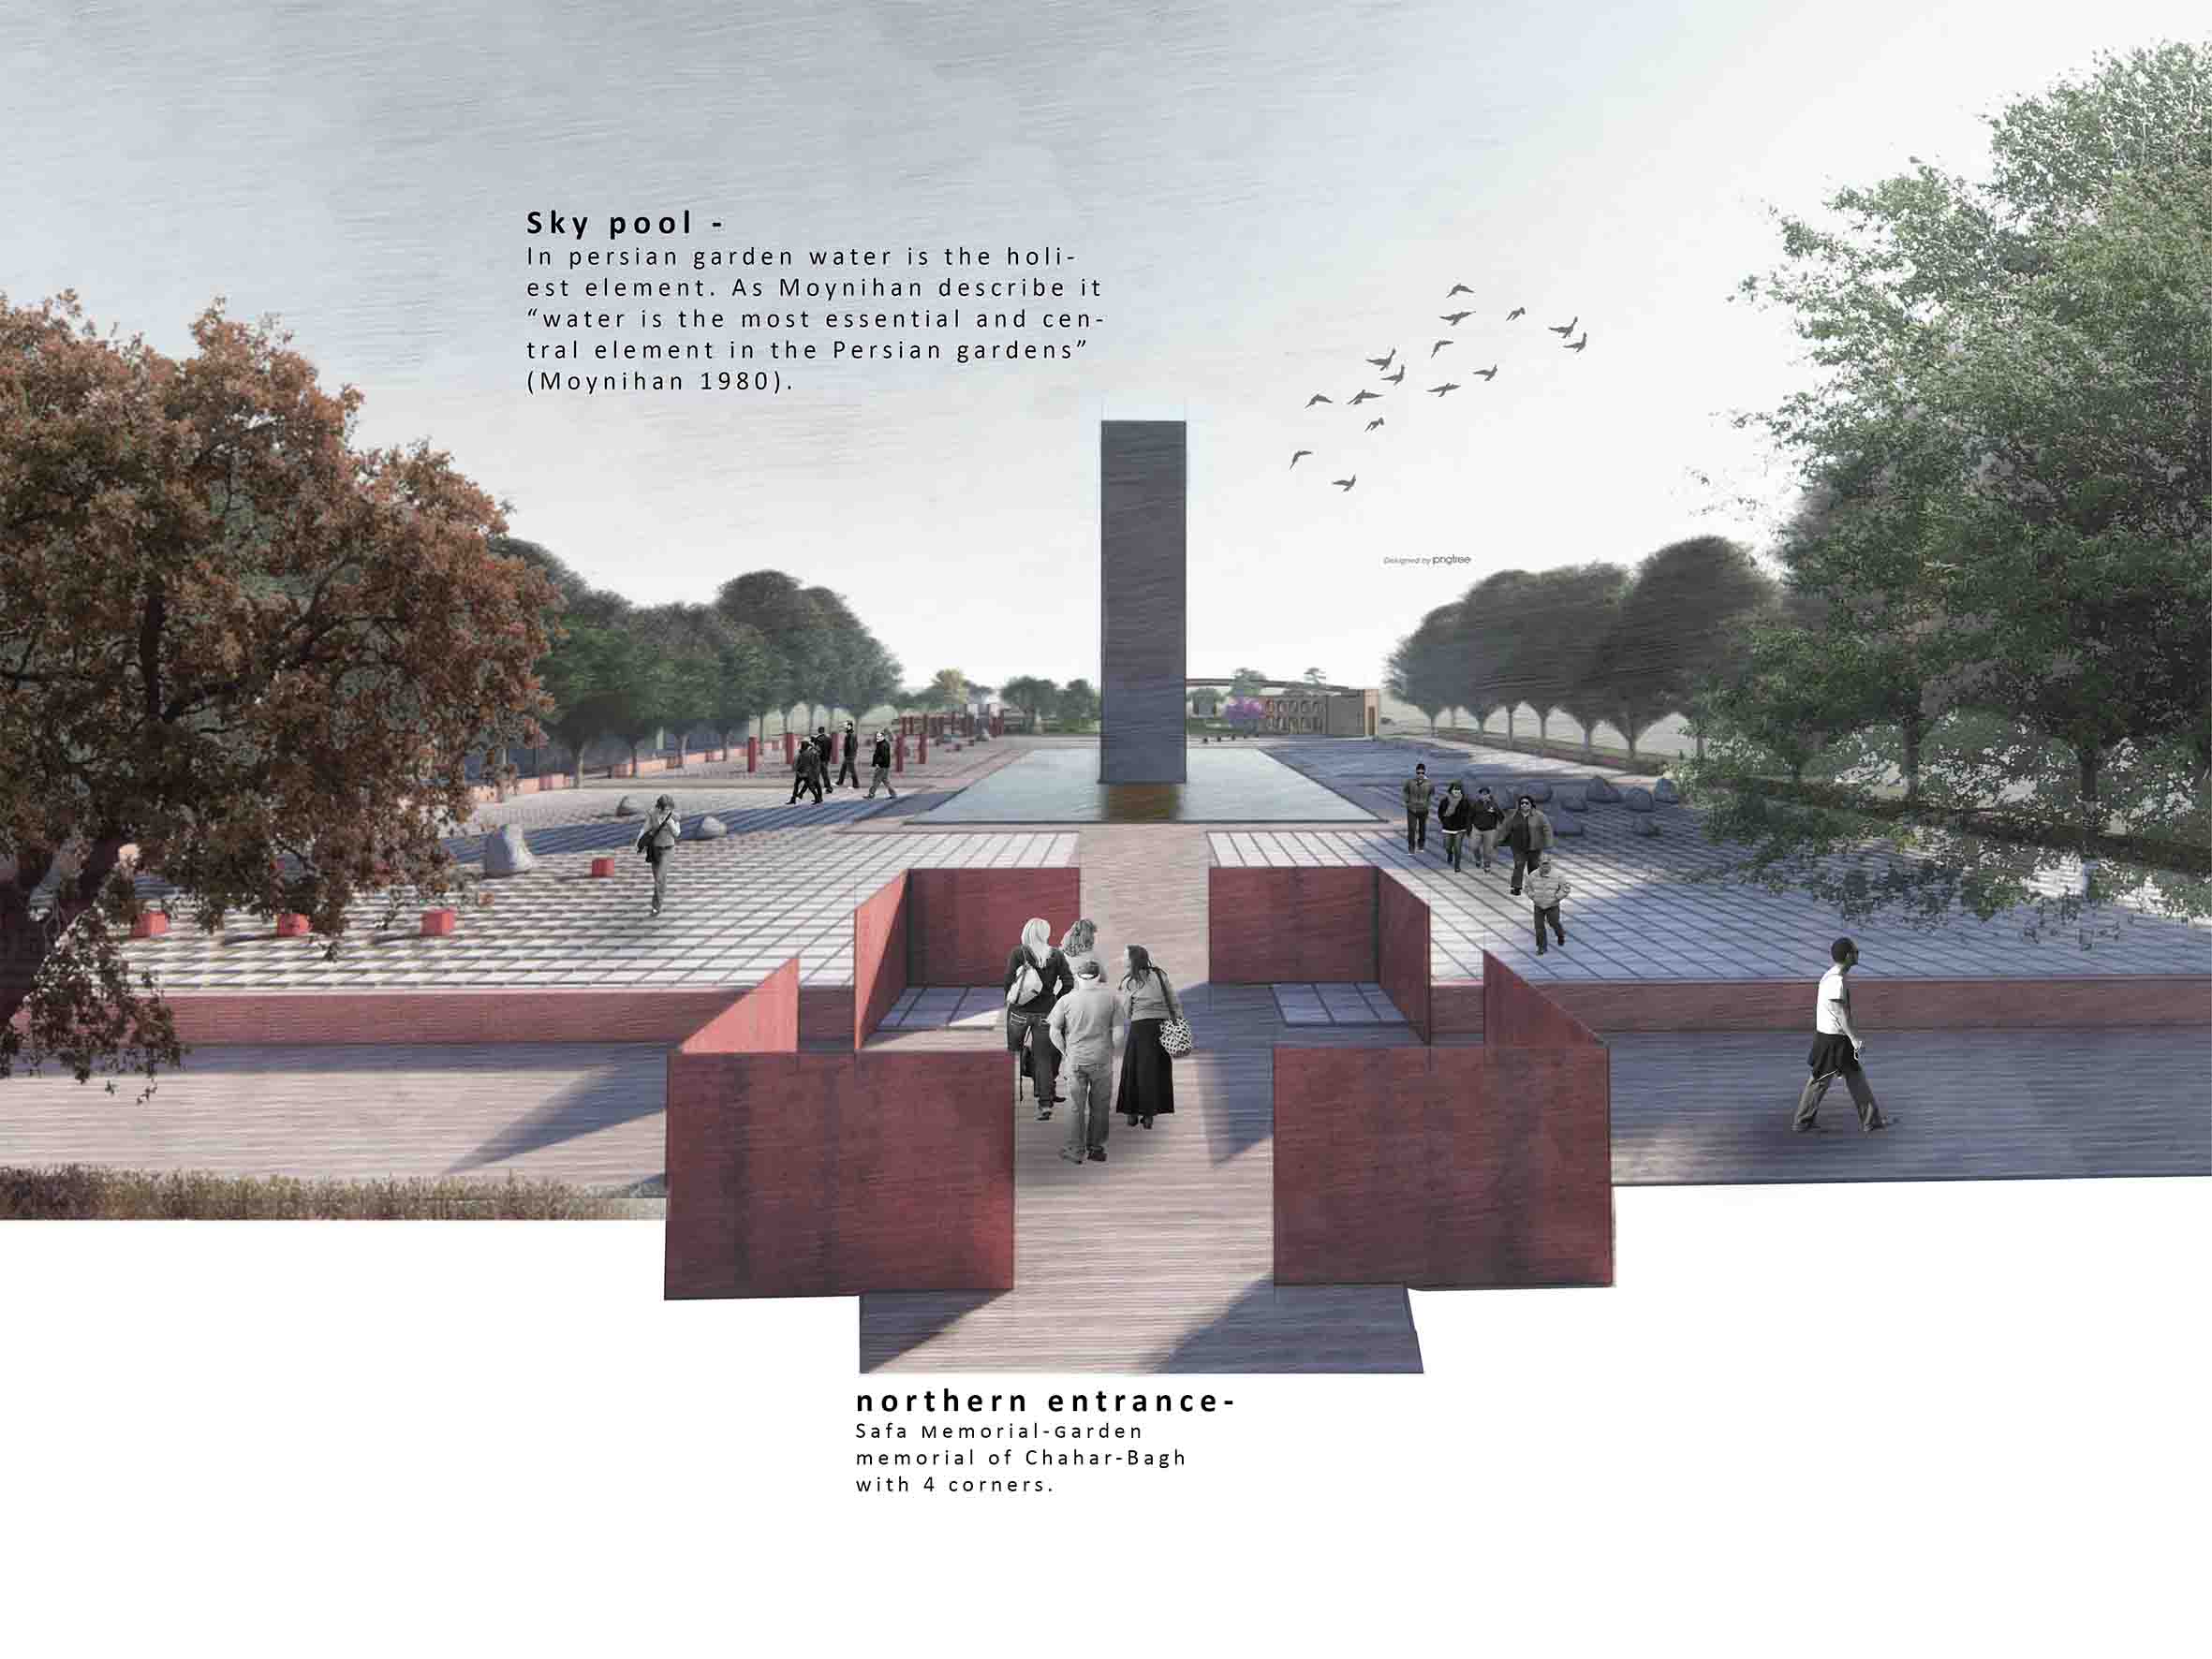 Sky pool -
In persian garden water is the holi-
est element. As Moynihan describe it
“water is the most essential and cen-
tral element in the Persian gardens”
(Moynihan 1980).
Designed by pngtree
northern entrance-
Safa Memorial-Garden
memorial of Chahar-Bagh
with 4 corners.